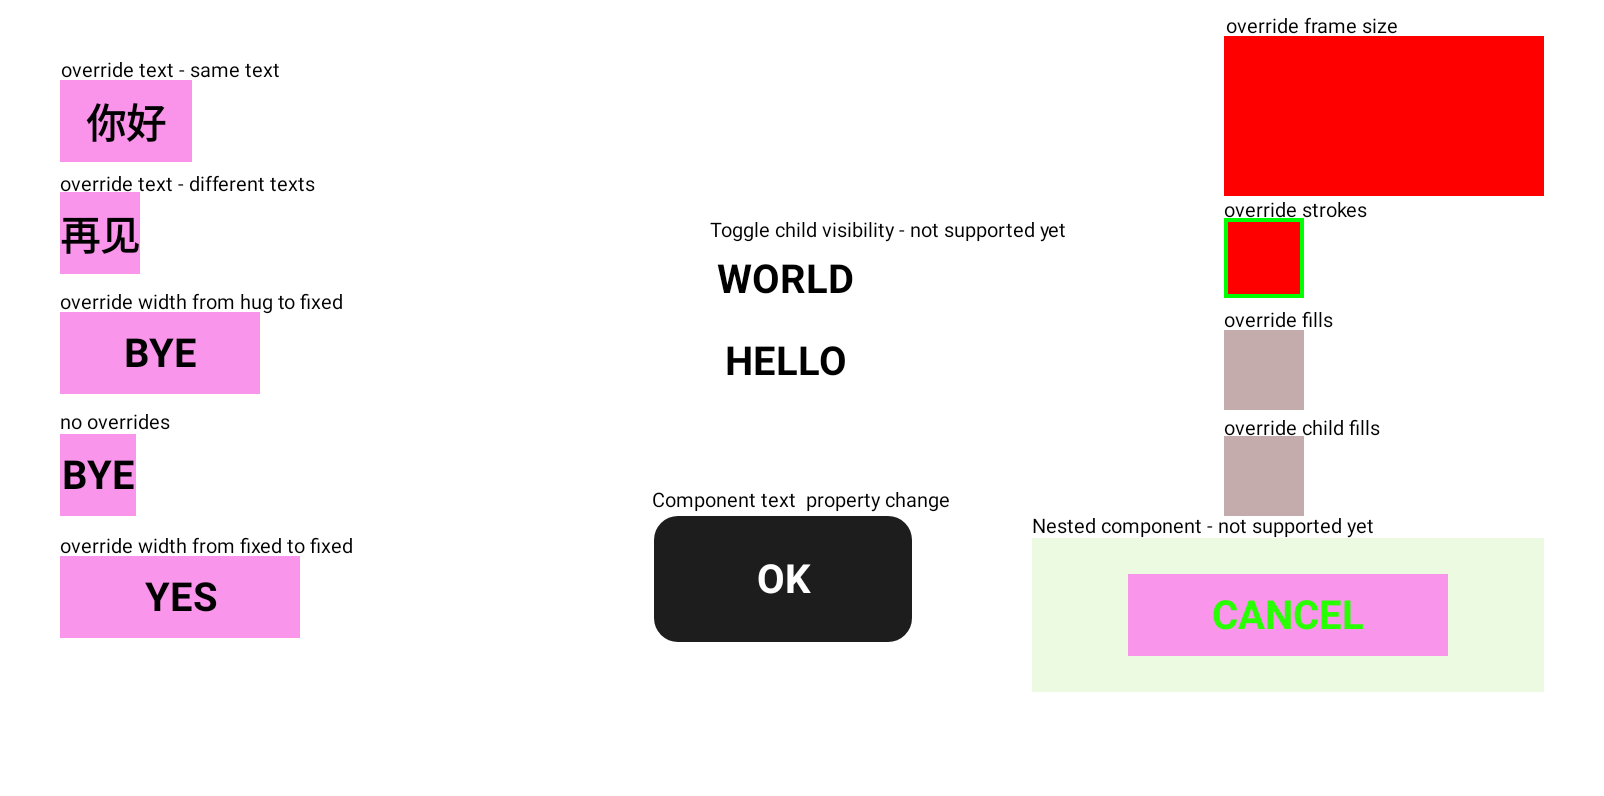 override text - same text
你好
override text - different texts
再见
override width from hug to fixed
BYE
no overrides
BYE
override width from fixed to fixed
YES
Toggle child visibility - not supported yet
WORLD
HELLO
Component text  property change
OK
override frame size
override strokes
override fills
override child fills
Nested component - not supported yet
CANCEL